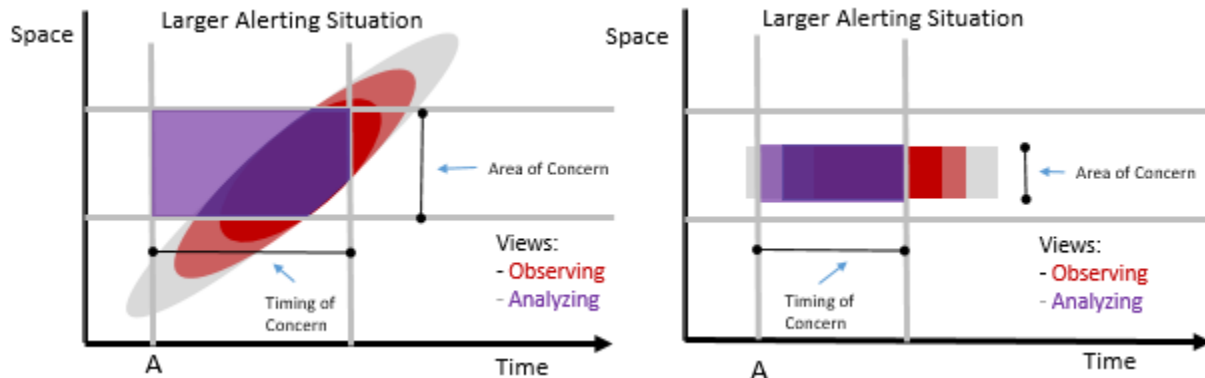 Larger Alerting Situation
Space
Area of Concern
Views:
- Observing
- Analyzing
Timing of
Concern
A
Time
Larger Alerting Situation
Space
Area of Concern
Views:
- Observing
- Analyzing
Timing of
Concern
A
Time